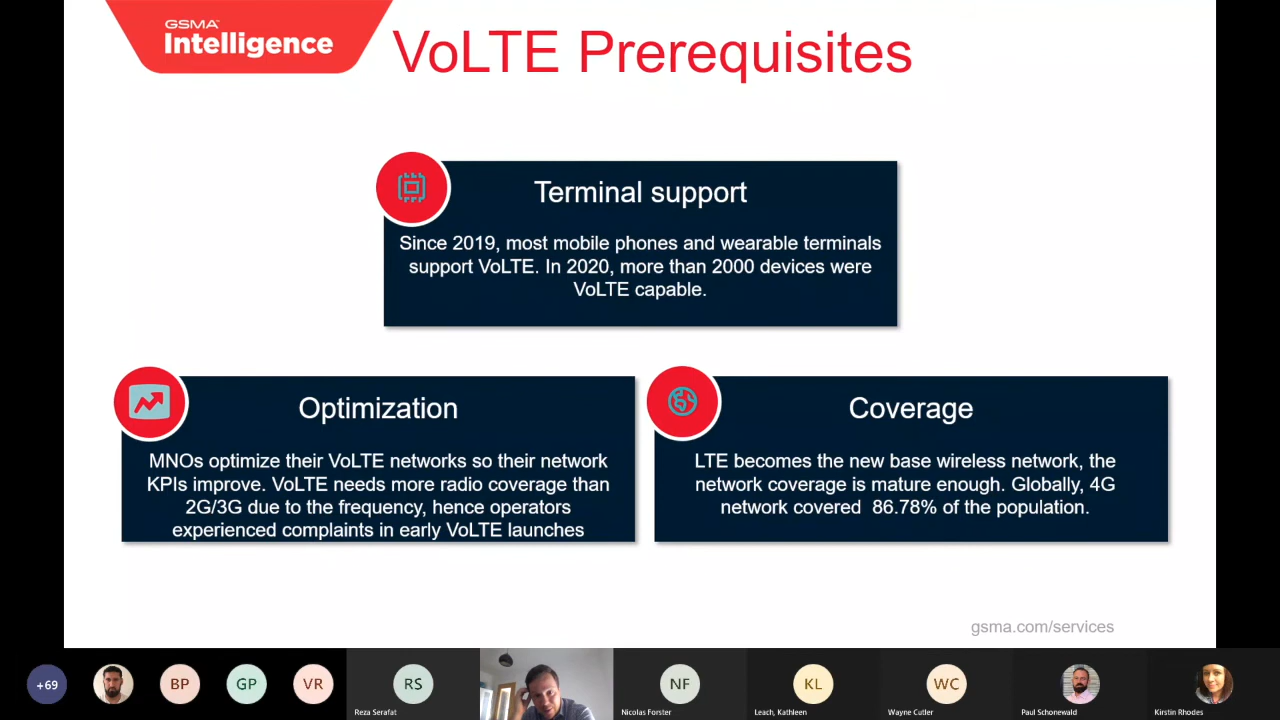 GSMA™
Intelligence
VoLTE Prerequisites
Terminal support
Since 2019, most mobile phones and wearable terminals
support VoLTE. In 2020, more than 2000 devices were
VoLTE capable.
Optimization
MNOs optimize their VoLTE networks so their network
KPIs improve. VoLTE needs more radio coverage than
2G/3G due to the frequency, hence operators
experienced complaints in early VoLTE launches
Coverage
LTE becomes the new base wireless network, the
network coverage is mature enough. Globally, 4G
network covered 86.78% of the population.
gsma.com/services
+69
BP
GP
VR
RS
Reza Serafat
NF
Nicolas Forster
KL
Leach, Kathleen
WC
Wayne Cutler
Paul Schonewald
Kirstin Rhodes